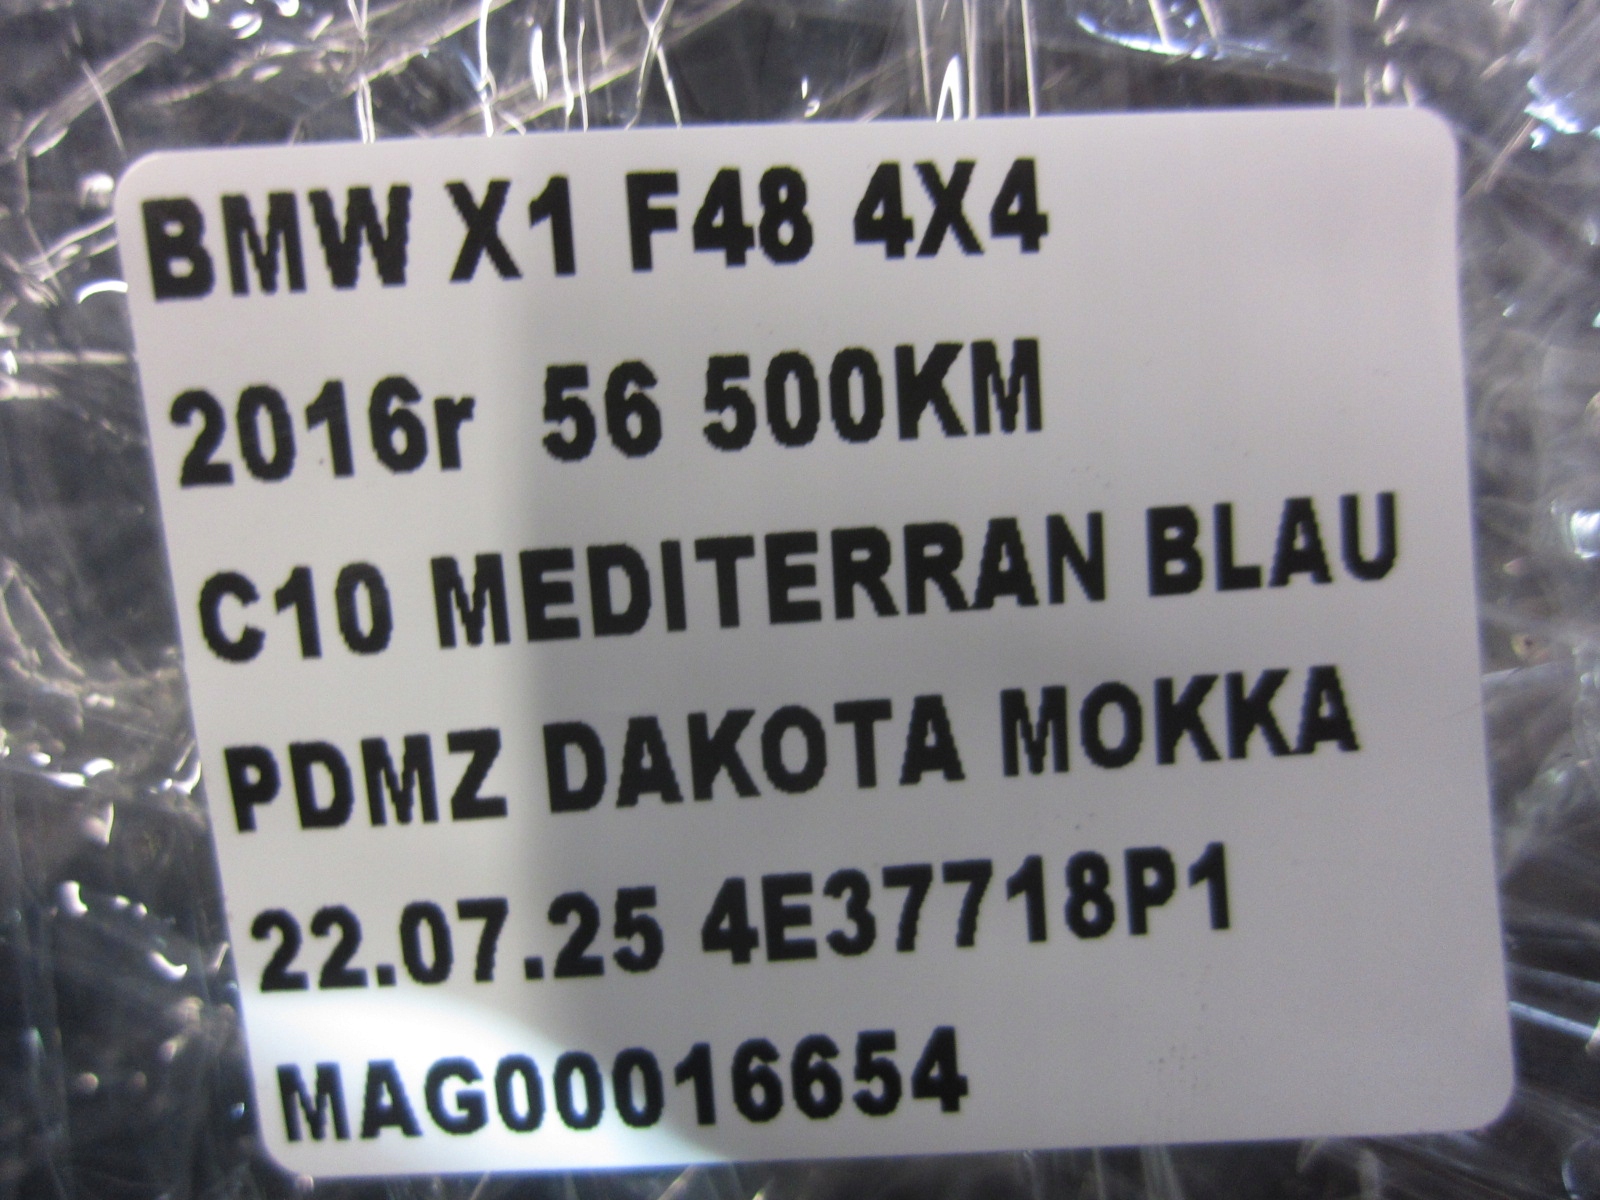 BMW X1 F48 4X4
2016r 56 500KM
C10 MEDITERRAN BLAU
PDMZ DAKOTA MOKKA
22.07.25 4E37718P1
MAG00016654